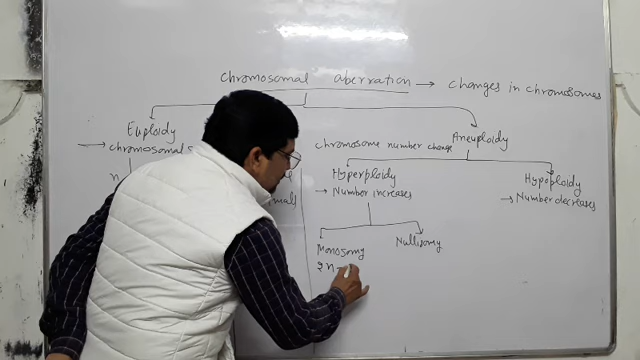 Chromosomal aberration → changes in chromosomes
Euploidy
Aneuploidy
→ chromosomal s
chromosome number change
n
Hyperploidy
Hypoploidy
→ Number increases
→ Number decreases
Monosomy
Nullisomy
2n-